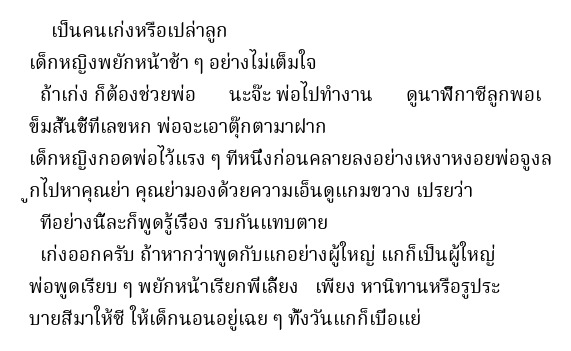 เป็นคนเก่งหรือเปล่าลูก
เด็กหญิงพยักหน้าช้า ๆ อย่างไม่เต็มใจ
ถ้าเก่ง ก็ต้องช่วยพ่อ นะจ๊ะ พ่อไปทำงาน ดูนาฬิกาซีลูกพอเ
ข็มสั้นชี้ที่เลขหก พ่อจะเอาตุ๊กตามาฝาก
เด็กหญิงกอดพ่อไว้แรง ๆ ทีหนึ่งก่อนคลายลงอย่างเหงาหงอยพ่อจูงล
ูกไปหาคุณย่า คุณย่ามองด้วยความเอ็นดูแกมขวาง เปรยว่า
ทีอย่างนี้ละก็พูดรู้เรื่อง รบกันแทบตาย
เก่งออกครับ ถ้าหากว่าพูดกับแกอย่างผู้ใหญ่ แกก็เป็นผู้ใหญ่
พ่อพูดเรียบ ๆ พยักหน้าเรียกพี่เลี้ยง เพียง หานิทานหรือรูประ
บายสีมาให้ซี ให้เด็กนอนอยู่เฉย ๆ ทั้งวันแกก็เบื่อแย่